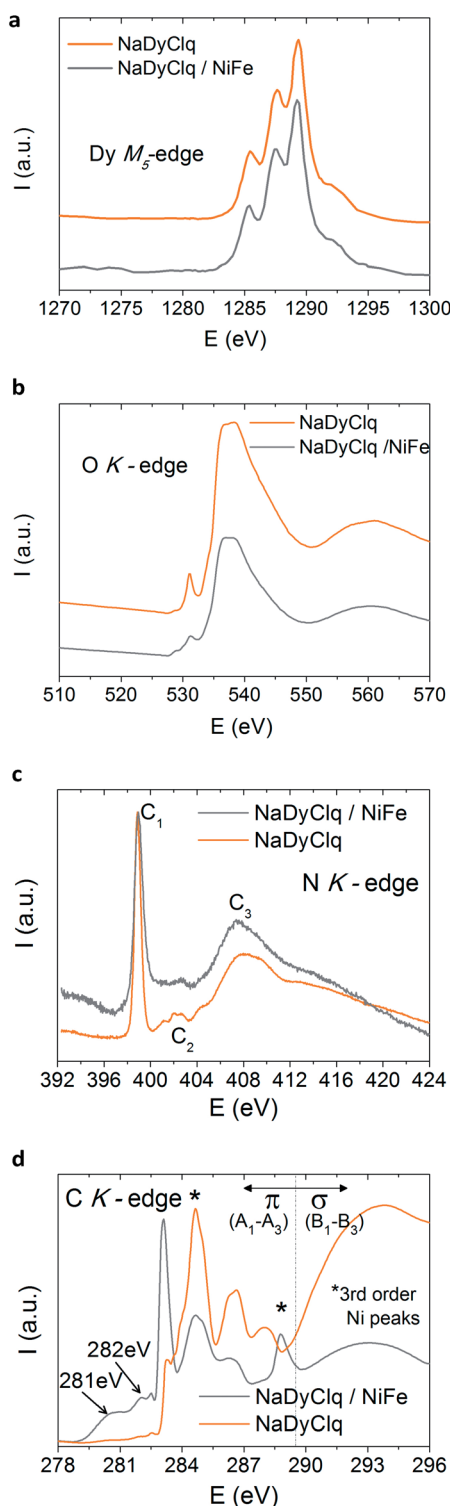 a
NaDyClq
NaDyClq / NiFe
Dy M5-edge
I (a.u.)
1270 1275 1280 1285 1290 1295 1300
E (eV)
b
NaDyClq
NaDyClq /NiFe
O K - edge
I (a.u.)
510 520 530 540 550 560 570
E (eV)
c
C1
NaDyClq / NiFe
NaDyClq
N K - edge
C3
C2
I (a.u.)
392 396 400 404 408 412 416 420 424
E (eV)
d
C K - edge *
π σ
(A1-A3) (B1-B3)
*
*3rd order
Ni peaks
282eV
281eV
NaDyClq / NiFe
NaDyClq
I (a.u.)
278 281 284 287 290 293 296
E (eV)